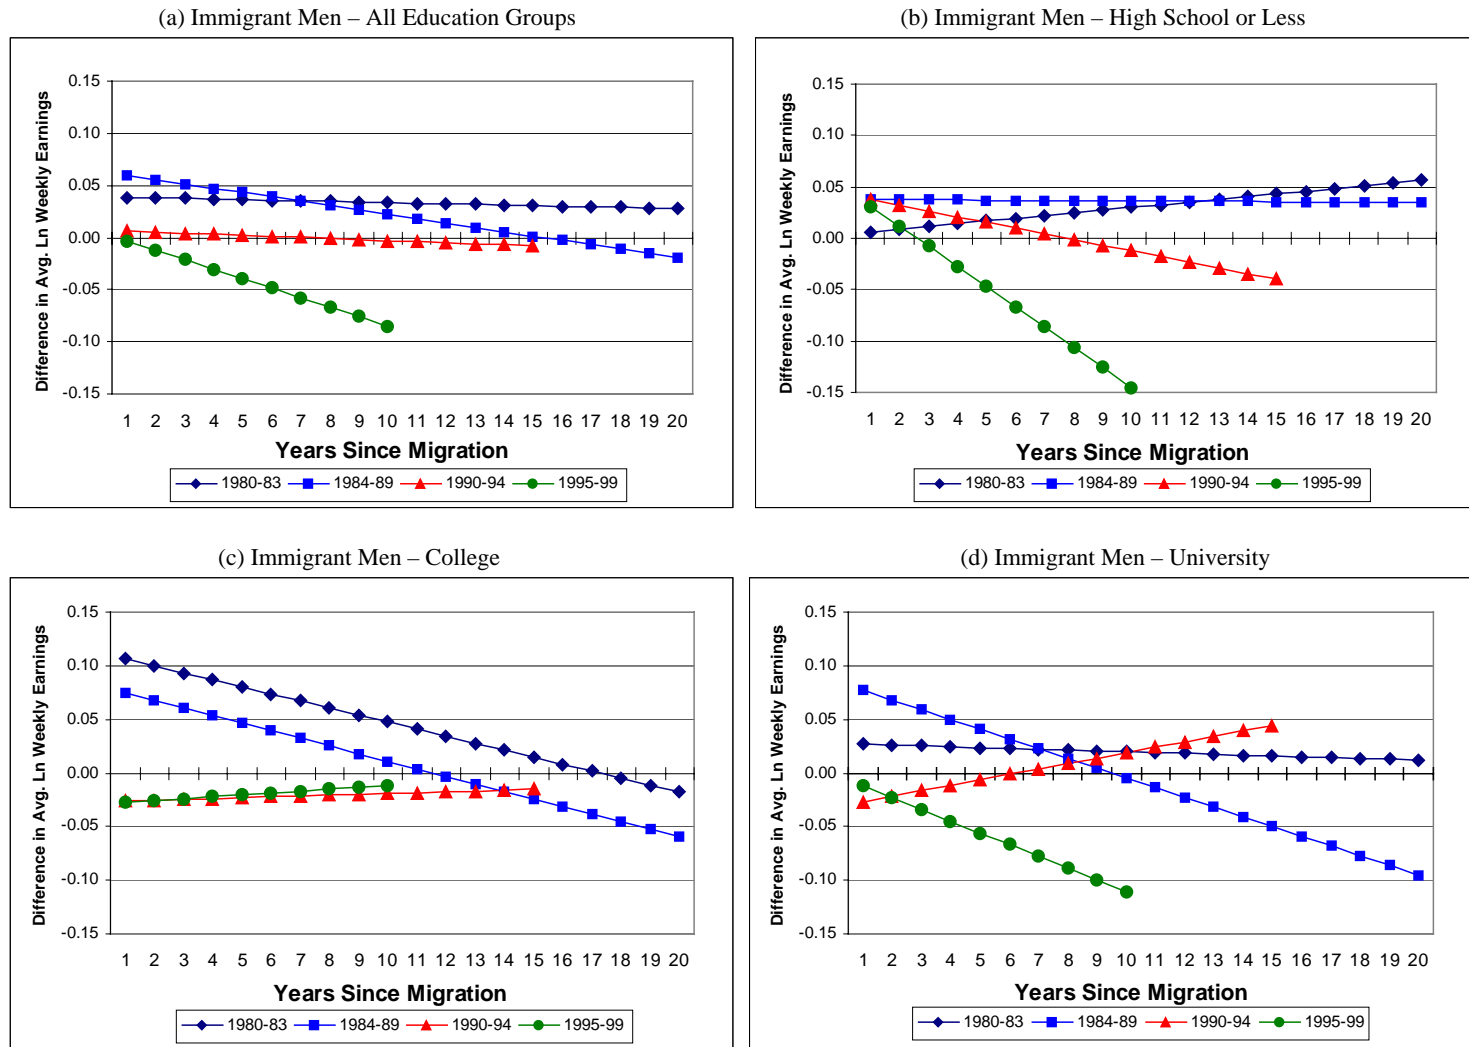 (a) Immigrant Men – All Education Groups
Difference in Avg. Ln Weekly Earnings
0.15
0.10
0.05
0.00
-0.05
-0.10
-0.15
1 2 3 4 5 6 7 8 9 10 11 12 13 14 15 16 17 18 19 20
Years Since Migration
1980-83 1984-89 1990-94 1995-99
(b) Immigrant Men – High School or Less
Difference in Avg. Ln Weekly Earnings
0.15
0.10
0.05
0.00
-0.05
-0.10
-0.15
1 2 3 4 5 6 7 8 9 10 11 12 13 14 15 16 17 18 19 20
Years Since Migration
1980-83 1984-89 1990-94 1995-99
(c) Immigrant Men – College
Difference in Avg. Ln Weekly Earnings
0.15
0.10
0.05
0.00
-0.05
-0.10
-0.15
1 2 3 4 5 6 7 8 9 10 11 12 13 14 15 16 17 18 19 20
Years Since Migration
1980-83 1984-89 1990-94 1995-99
(d) Immigrant Men – University
Difference in Avg. Ln Weekly Earnings
0.15
0.10
0.05
0.00
-0.05
-0.10
-0.15
1 2 3 4 5 6 7 8 9 10 11 12 13 14 15 16 17 18 19 20
Years Since Migration
1980-83 1984-89 1990-94 1995-99